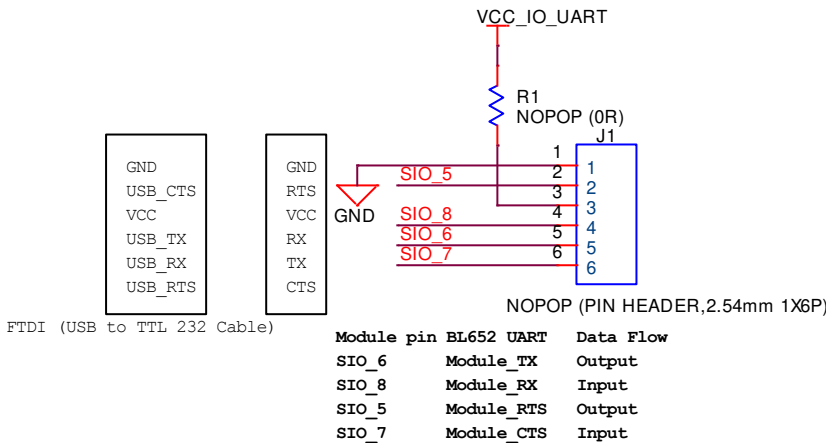 VCC_IO_UART
R1
NOPOP (0R)
J1
1 1
SIO_5 2 2
3 3
GND
SIO_8 4 4
SIO_6 5 5
SIO_7 6 6
NOPOP (PIN HEADER,2.54mm 1X6P)
GND GND
USB_CTS RTS
VCC VCC
USB_TX RX
USB_RX TX
USB_RTS CTS
FTDI (USB to TTL 232 Cable)
Module pin BL652 UART Data Flow
SIO_6 Module_TX Output
SIO_8 Module_RX Input
SIO_5 Module_RTS Output
SIO_7 Module_CTS Input